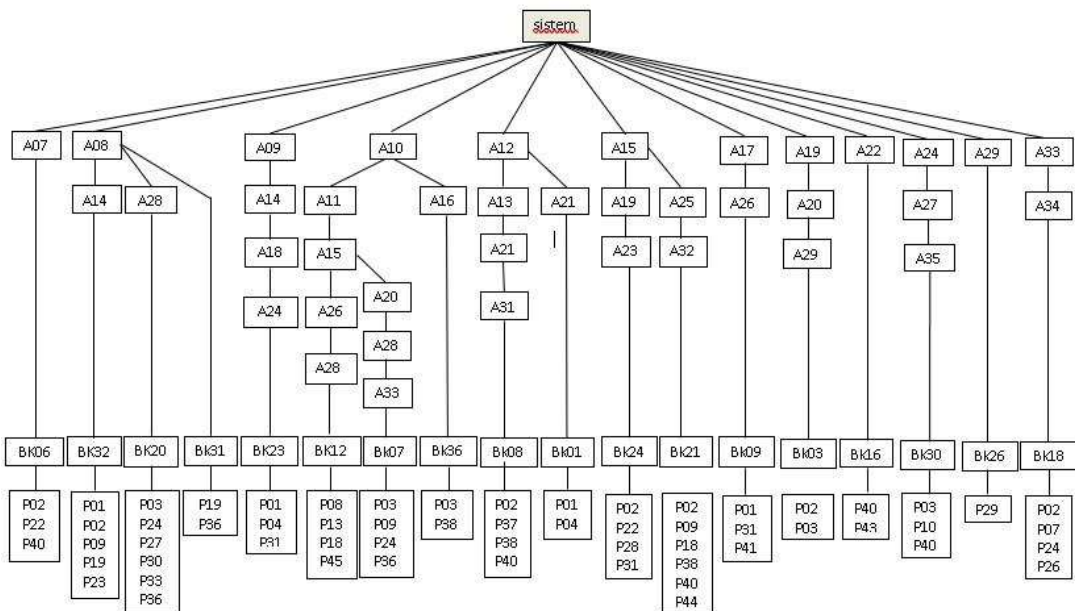 sistem
A07 A08 A09 A10 A12 A15 A17 A19 A22 A24 A29 A33
A14 A28 A14 A11 A16 A13 A21 A19 A25 A26 A20 A27 A34
A18 A15 A21 A23 A32 A29 A35
A24 A26 A20 A31
A28 A28
A33
BK06 BK32 BK20 BK31 BK23 BK12 Bk07 BK36 Bk08 BK01 BK24 BK21 Bk09 Bk03 BK16 BK30 BK26 BK18
P02 P01 P03 P19 P01 P08 P03 P03 P02 P01 P02 P02 P01 P02 P40 P03 P29 P02
P22 P02 P24 P36 P04 P13 P09 P38 P37 P04 P22 P09 P31 P03 P43 P10 P07
P40 P09 P27 P31 P18 P24 P38 P28 P18 P41 P40 P24
P19 P30 P45 P36 P40 P31 P38 P26
P23 P33 P40
P36 P44